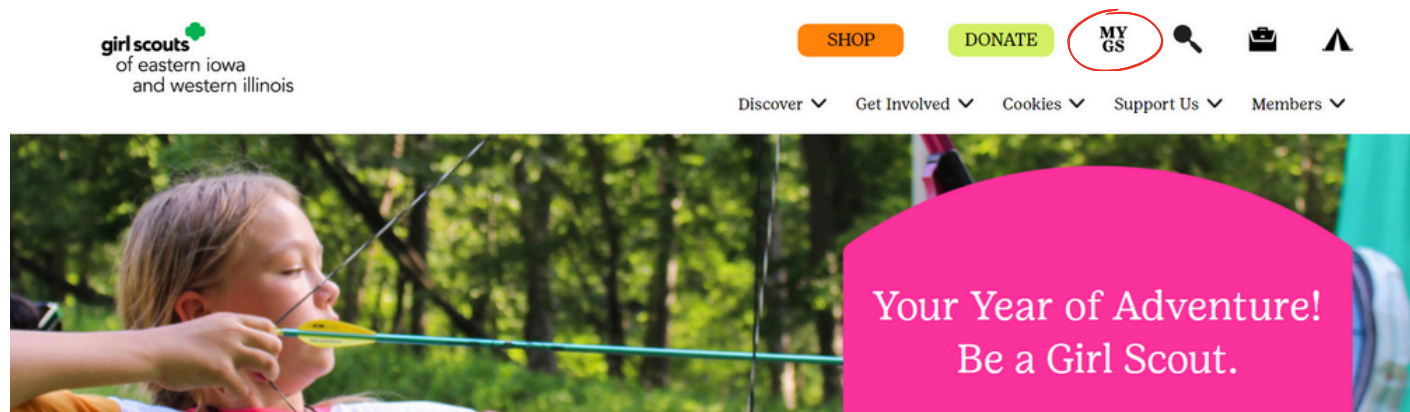 girl scouts
of eastern iowa
and western illinois
SHOP
DONATE
MY
GS
Discover
Get Involved
Cookies
Support Us
Members
Your Year of Adventure!
Be a Girl Scout.